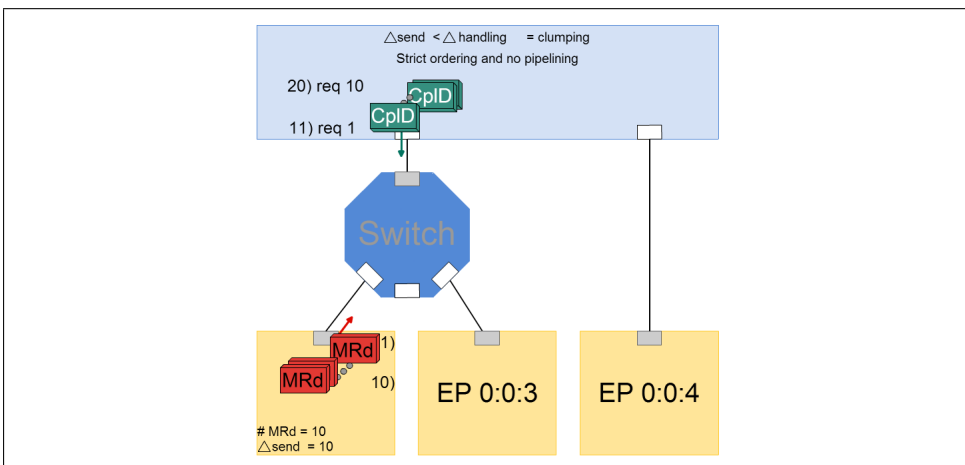 △send < △ handling = clumping
Strict ordering and no pipelining
20) req 10
CplD
CplD
11) req 1
Switch
MRd
1)
MRd
10)
EP 0:0:3
EP 0:0:4
# MRd = 10
△send = 10